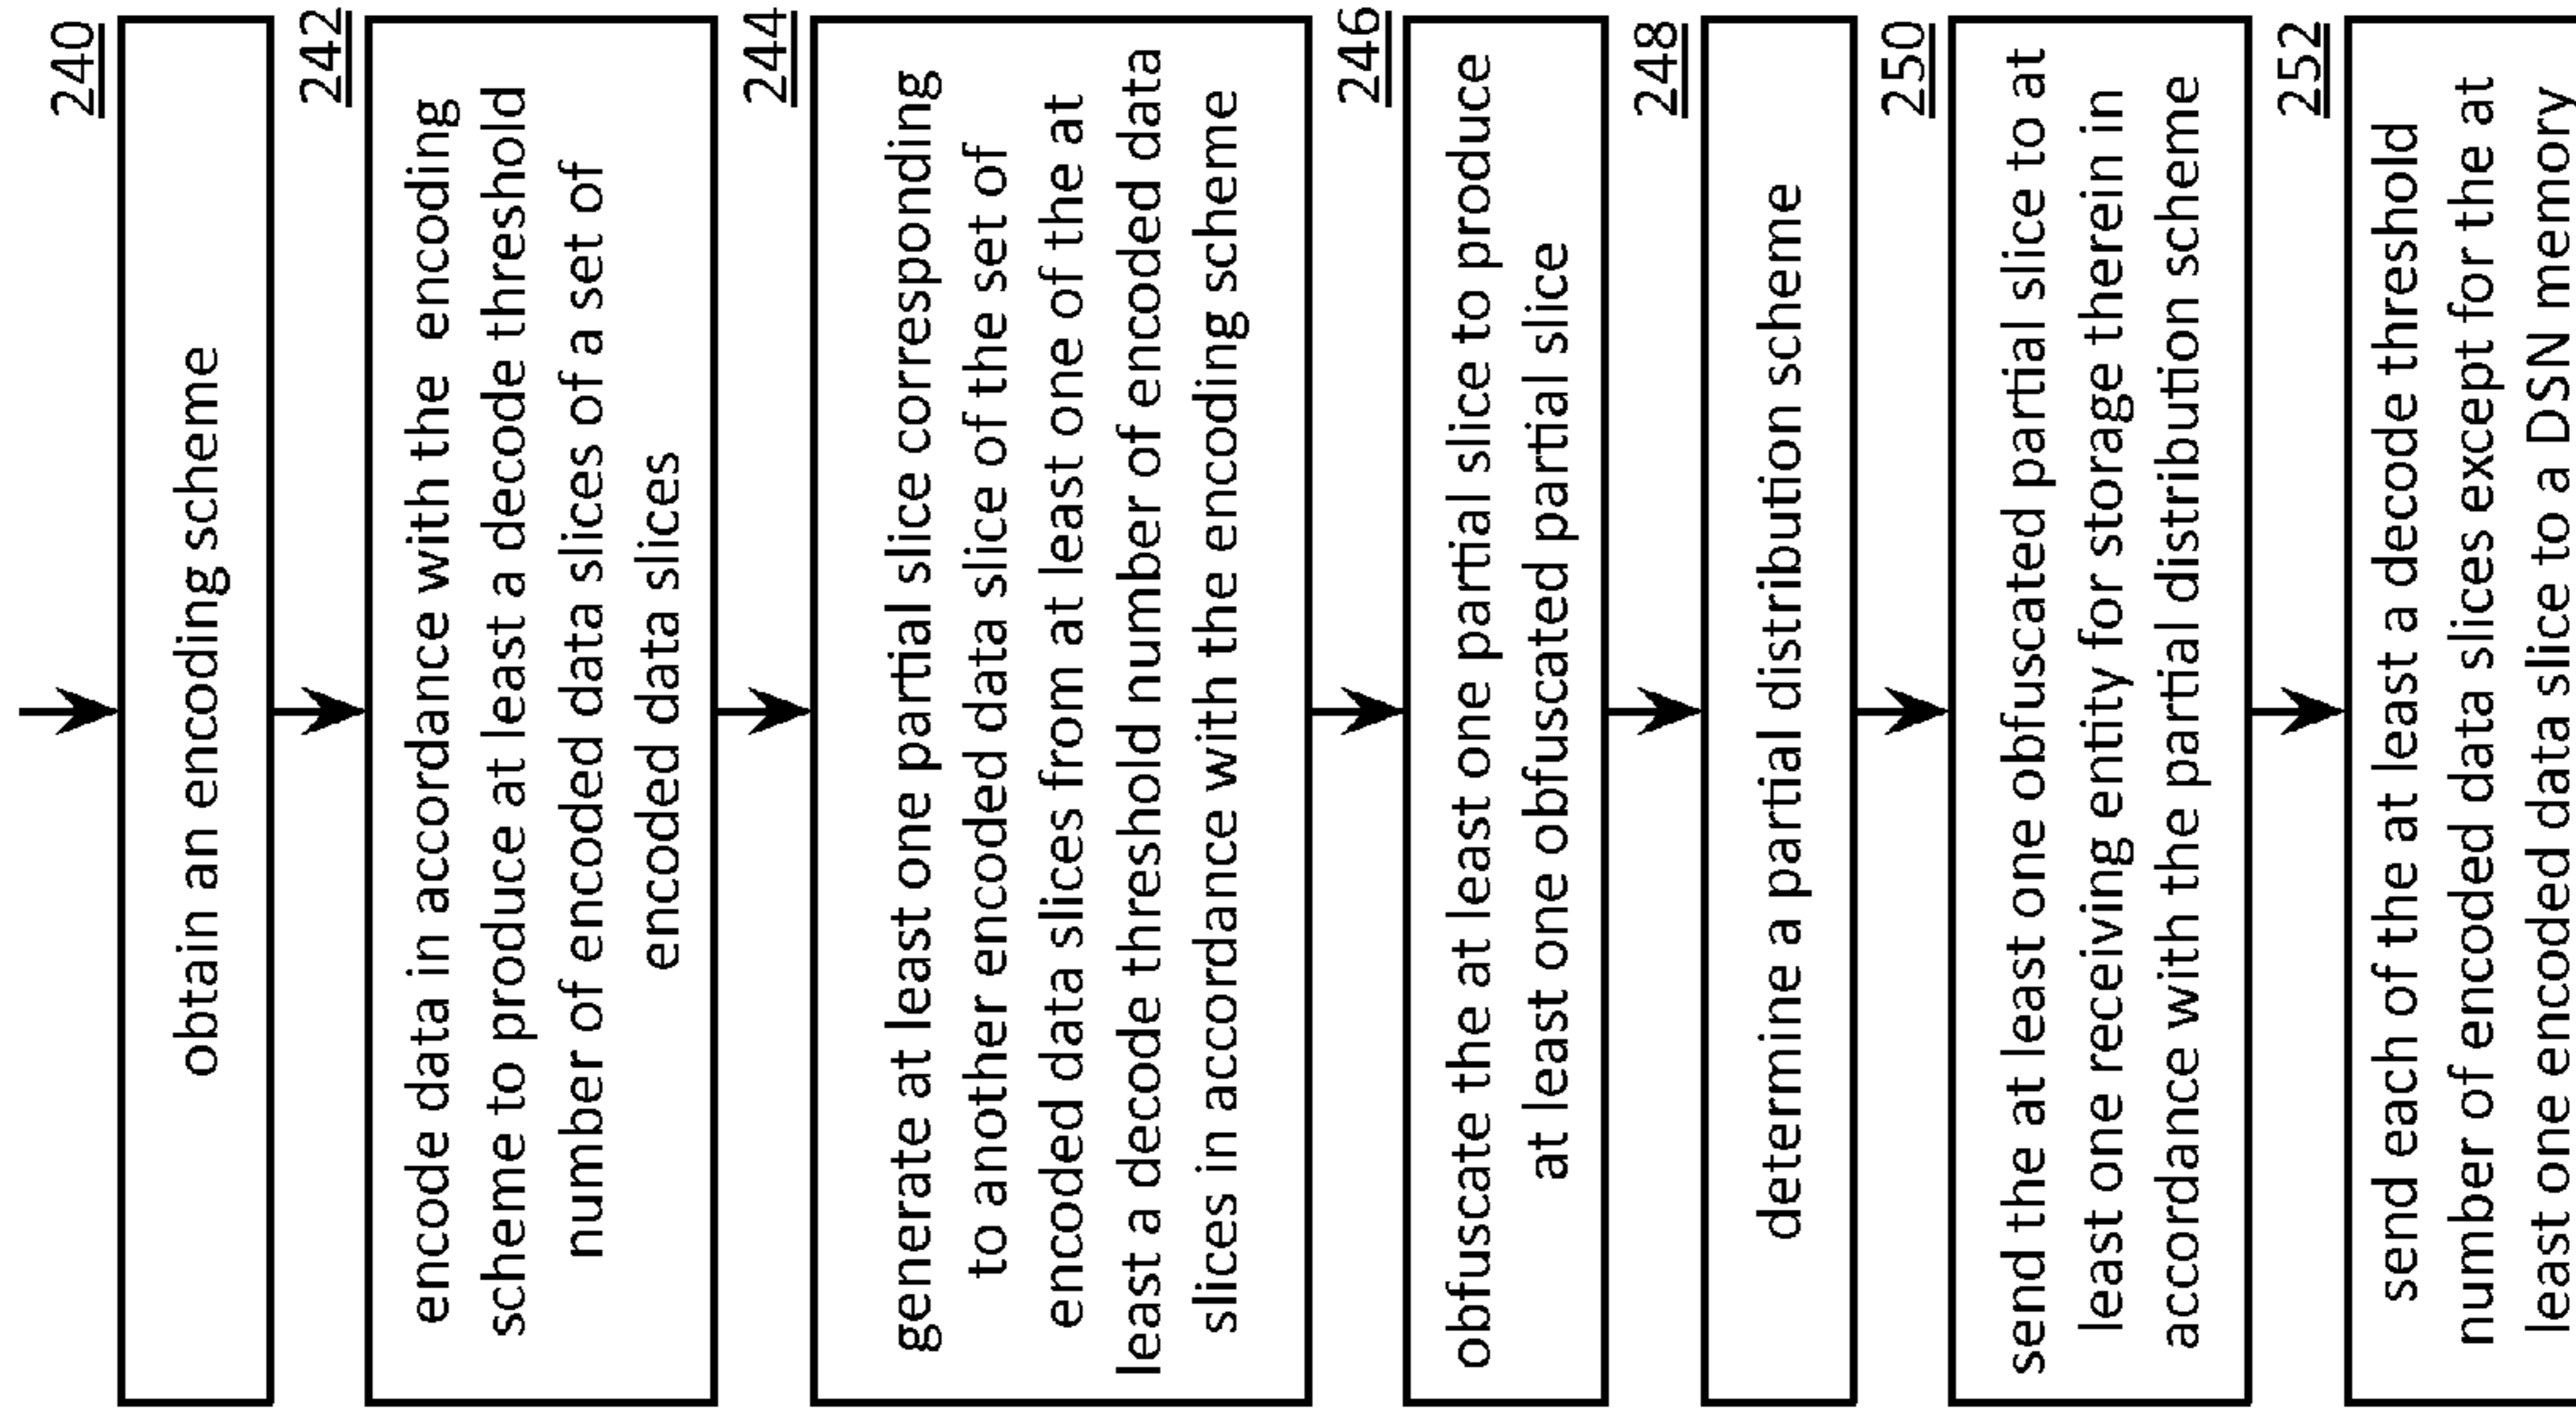 240
obtain an encoding scheme
242
encode data in accordance with the encoding
scheme to produce at least a decode threshold
number of encoded data slices of a set of
encoded data slices
244
generate at least one partial slice corresponding
to another encoded data slice of the set of
encoded data slices from at least one of the at
least a decode threshold number of encoded data
slices in accordance with the encoding scheme
246
obfuscate the at least one partial slice to produce
at least one obfuscated partial slice
248
determine a partial distribution scheme
250
send the at least one obfuscated partial slice to at
least one receiving entity for storage therein in
accordance with the partial distribution scheme
252
send each of the at least a decode threshold
number of encoded data slices except for the at
least one encoded data slice to a DSN memory